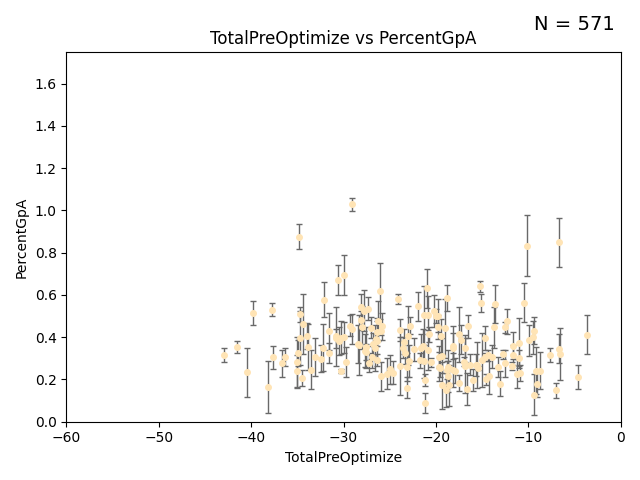 N = 571
TotalPreOptimize vs PercentGpA
1.6
1.4
1.2
1.0
0.8
0.6
0.4
0.2
0.0
PercentGpA
−60 −50 −40 −30 −20 −10 0
TotalPreOptimize